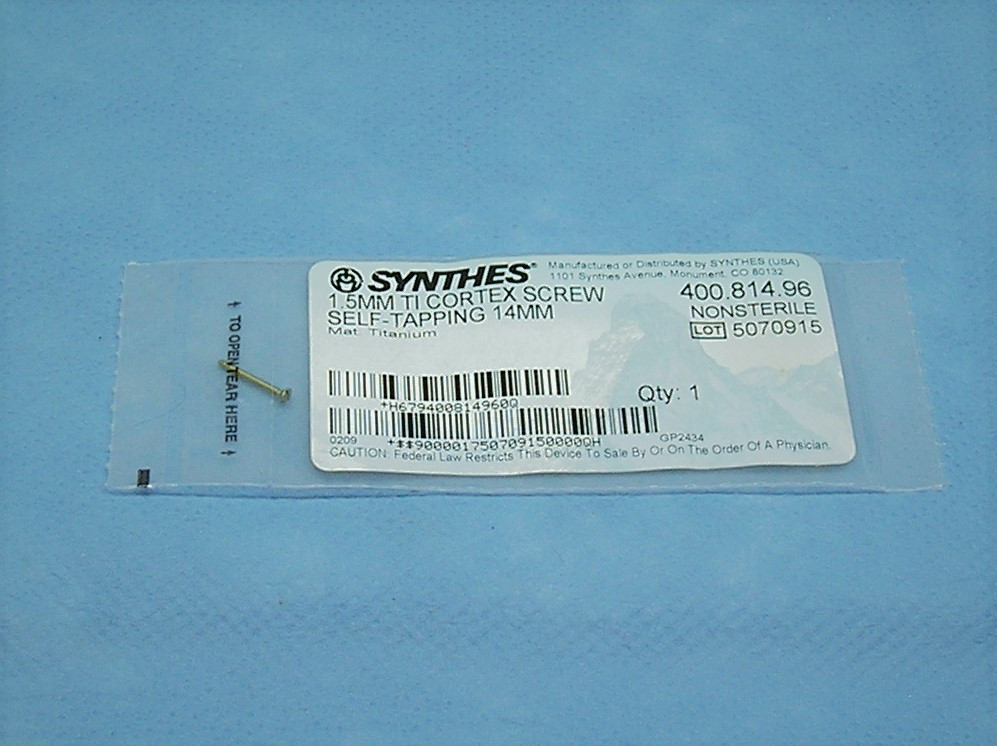 SYNTHES®
Manufactured or Distributed by SYNTHES (USA)
1101 Synthes Avenue, Monument, CO 80132
1.5MM TI CORTEX SCREW
SELF-TAPPING 14MM
Mat. Titanium
400.814.96
NONSTERILE
LOT 5070915
Qty: 1
*H679400814960Q
0209
*‡‡900001750709150000QH
GP2434
CAUTION: Federal Law Restricts This Device To Sale By Or On The Order Of A Physician.
TO OPEN TEAR HERE